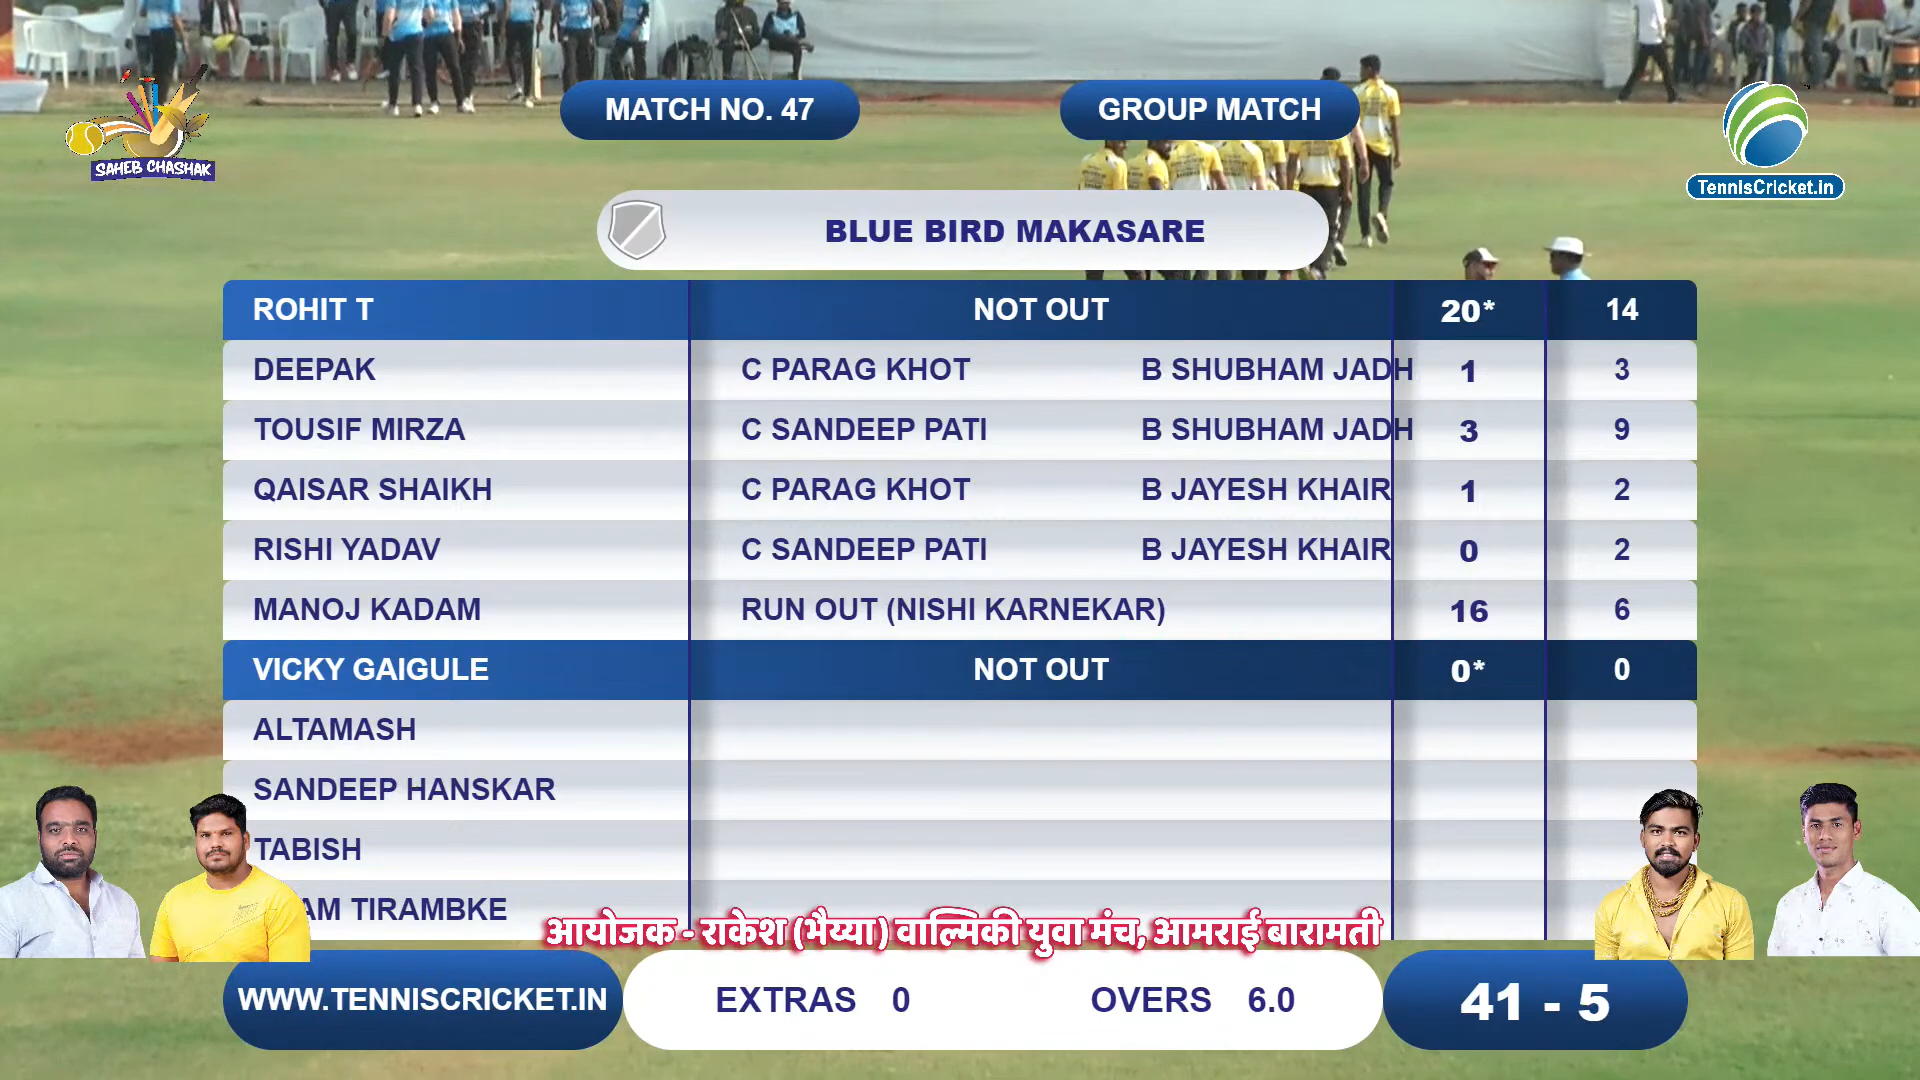 MATCH NO. 47
GROUP MATCH
SAHEB CHASHAK
TennisCricket.in
BLUE BIRD MAKASARE
ROHIT T NOT OUT 20* 14
DEEPAK C PARAG KHOT B SHUBHAM JADH 1 3
TOUSIF MIRZA C SANDEEP PATI B SHUBHAM JADH 3 9
QAISAR SHAIKH C PARAG KHOT B JAYESH KHAIR 1 2
RISHI YADAV C SANDEEP PATI B JAYESH KHAIR 0 2
MANOJ KADAM RUN OUT (NISHI KARNEKAR) 16 6
VICKY GAIGULE NOT OUT 0* 0
ALTAMASH
SANDEEP HANSKAR
TABISH
TIRAMBKE
आयोजक - राकेश (भैय्या) वाल्मिकी युवा मंच, आमराई बारामती
WWW.TENNISCRICKET.IN EXTRAS 0 OVERS 6.0 41 - 5